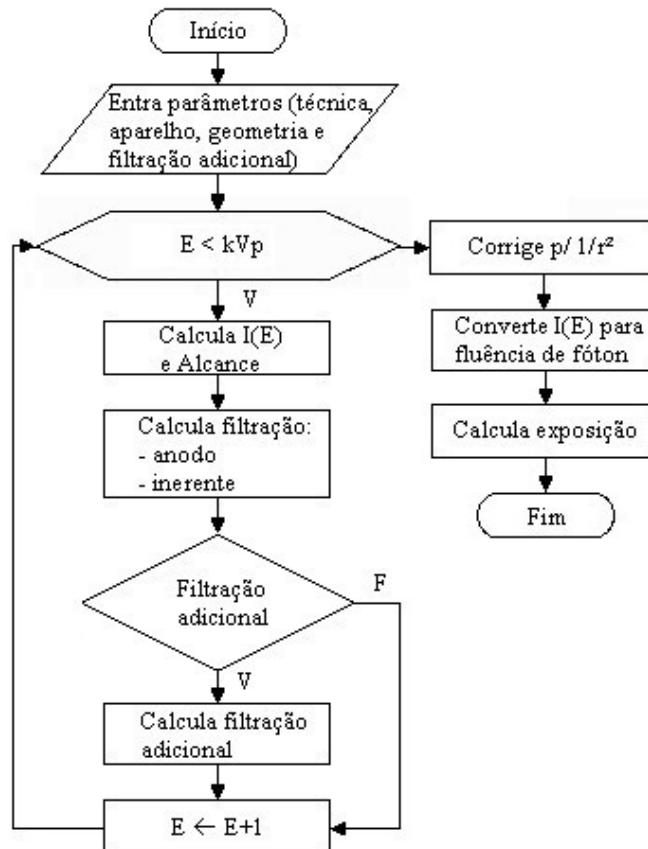 Início
Entra parâmetros (técnica,
aparelho, geometria e
filtração adicional)
E < kVp
V
Calcula I(E)
e Alcance
Calcula filtração:
- anodo
- inerente
Filtração
adicional
F
V
Calcula filtração
adicional
E ← E+1
Corrige p/ 1/r²
Converte I(E) para
fluência de fóton
Calcula exposição
Fim